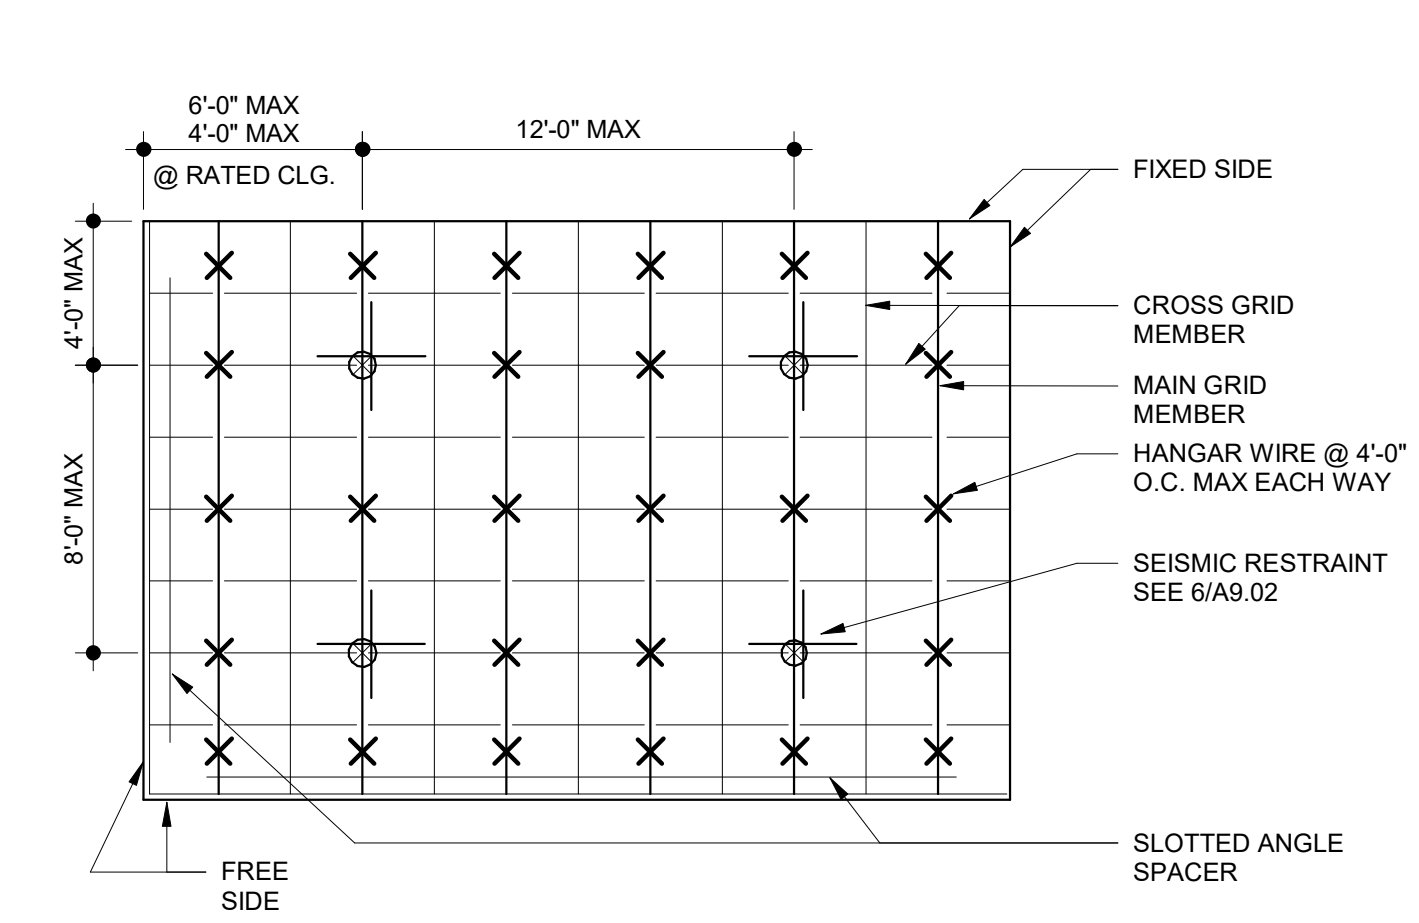 6'-0" MAX
4'-0" MAX
@ RATED CLG.
12'-0" MAX
4'-0" MAX
8'-0" MAX
FIXED SIDE
CROSS GRID
MEMBER
MAIN GRID
MEMBER
HANGAR WIRE @ 4'-0"
O.C. MAX EACH WAY
SEISMIC RESTRAINT
SEE 6/A9.02
SLOTTED ANGLE
SPACER
FREE
SIDE